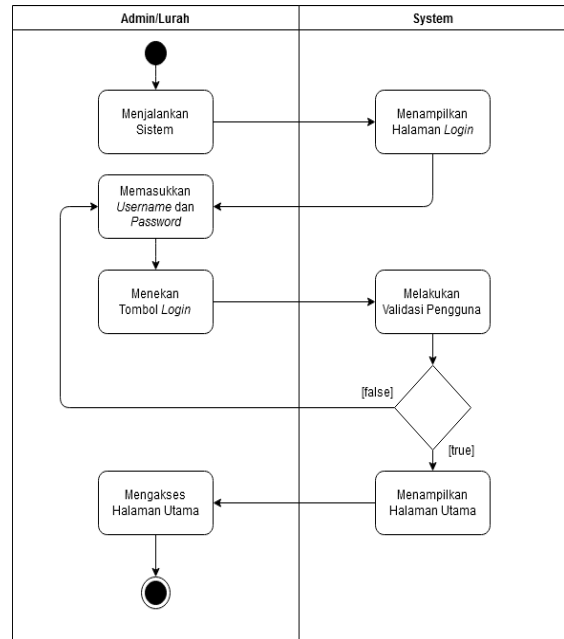 Admin/Lurah
System
Menjalankan
Sistem
Menampilkan
Halaman Login
Memasukkan
Username dan
Password
Menekan
Tombol Login
Melakukan
Validasi Pengguna
[false]
[true]
Mengakses
Halaman Utama
Menampilkan
Halaman Utama